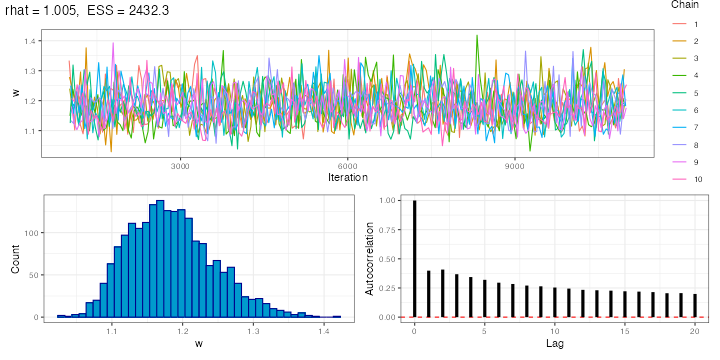 rhat = 1.005,  ESS = 2432.3
Chain
1
2
3
4
5
6
7
8
9
10
w
1.4
1.3
1.2
1.1
3000 6000 9000
Iteration
Count
100
50
0
1.1 1.2 1.3 1.4
w
Autocorrelation
1.00
0.75
0.50
0.25
0.00
0 5 10 15 20
Lag